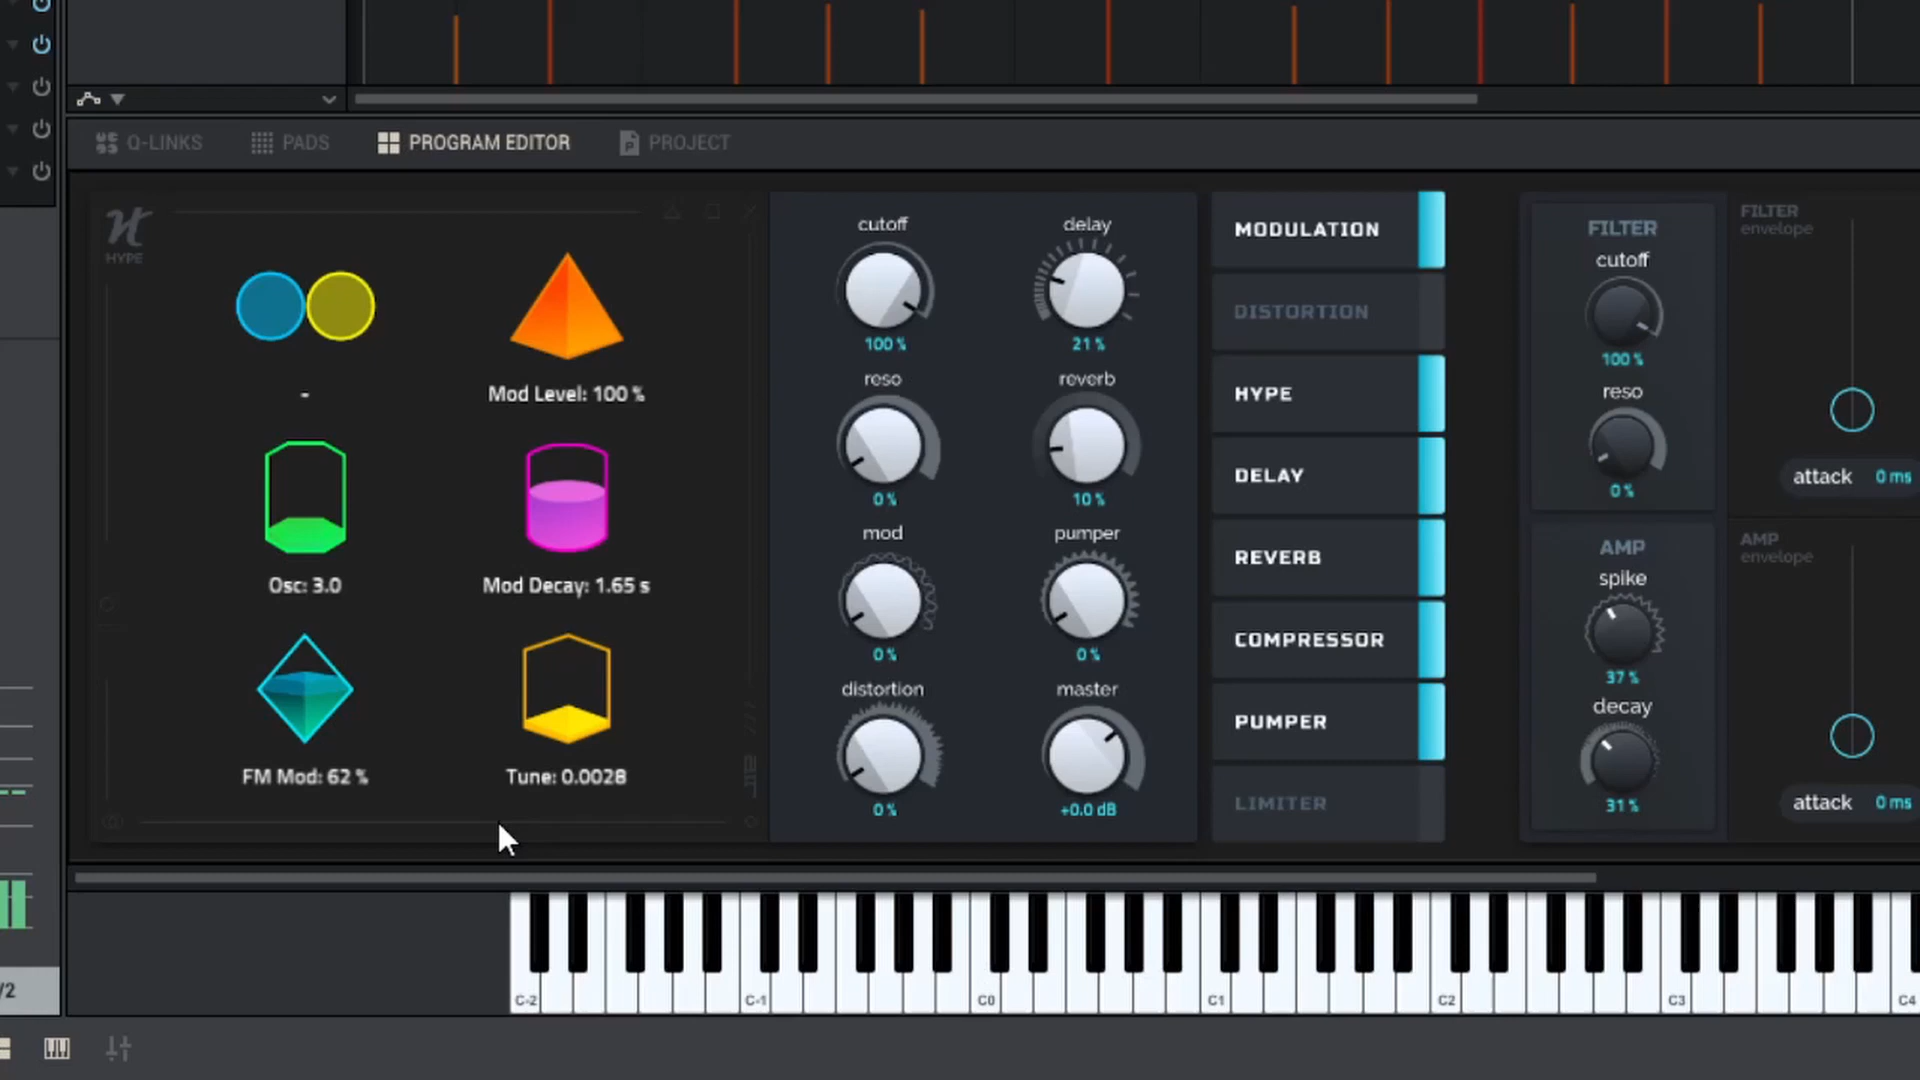 Q-LINKS
PADS
PROGRAM EDITOR
PROJECT
HYPE
-
Mod Level: 100 %
Osc: 3.0
Mod Decay: 1.65 s
FM Mod: 62 %
Tune: 0.0028
cutoff
100 %
delay
21 %
reso
0 %
reverb
10 %
mod
0 %
pumper
0 %
distortion
0 %
master
+0.0 dB
MODULATION
DISTORTION
HYPE
DELAY
REVERB
COMPRESSOR
PUMPER
LIMITER
FILTER
cutoff
100 %
reso
0 %
AMP
spike
37 %
decay
31 %
FILTER
envelope
attack 0 ms
AMP
envelope
attack 0 ms
C-2
C-1
C0
C1
C2
C3
C4
/2